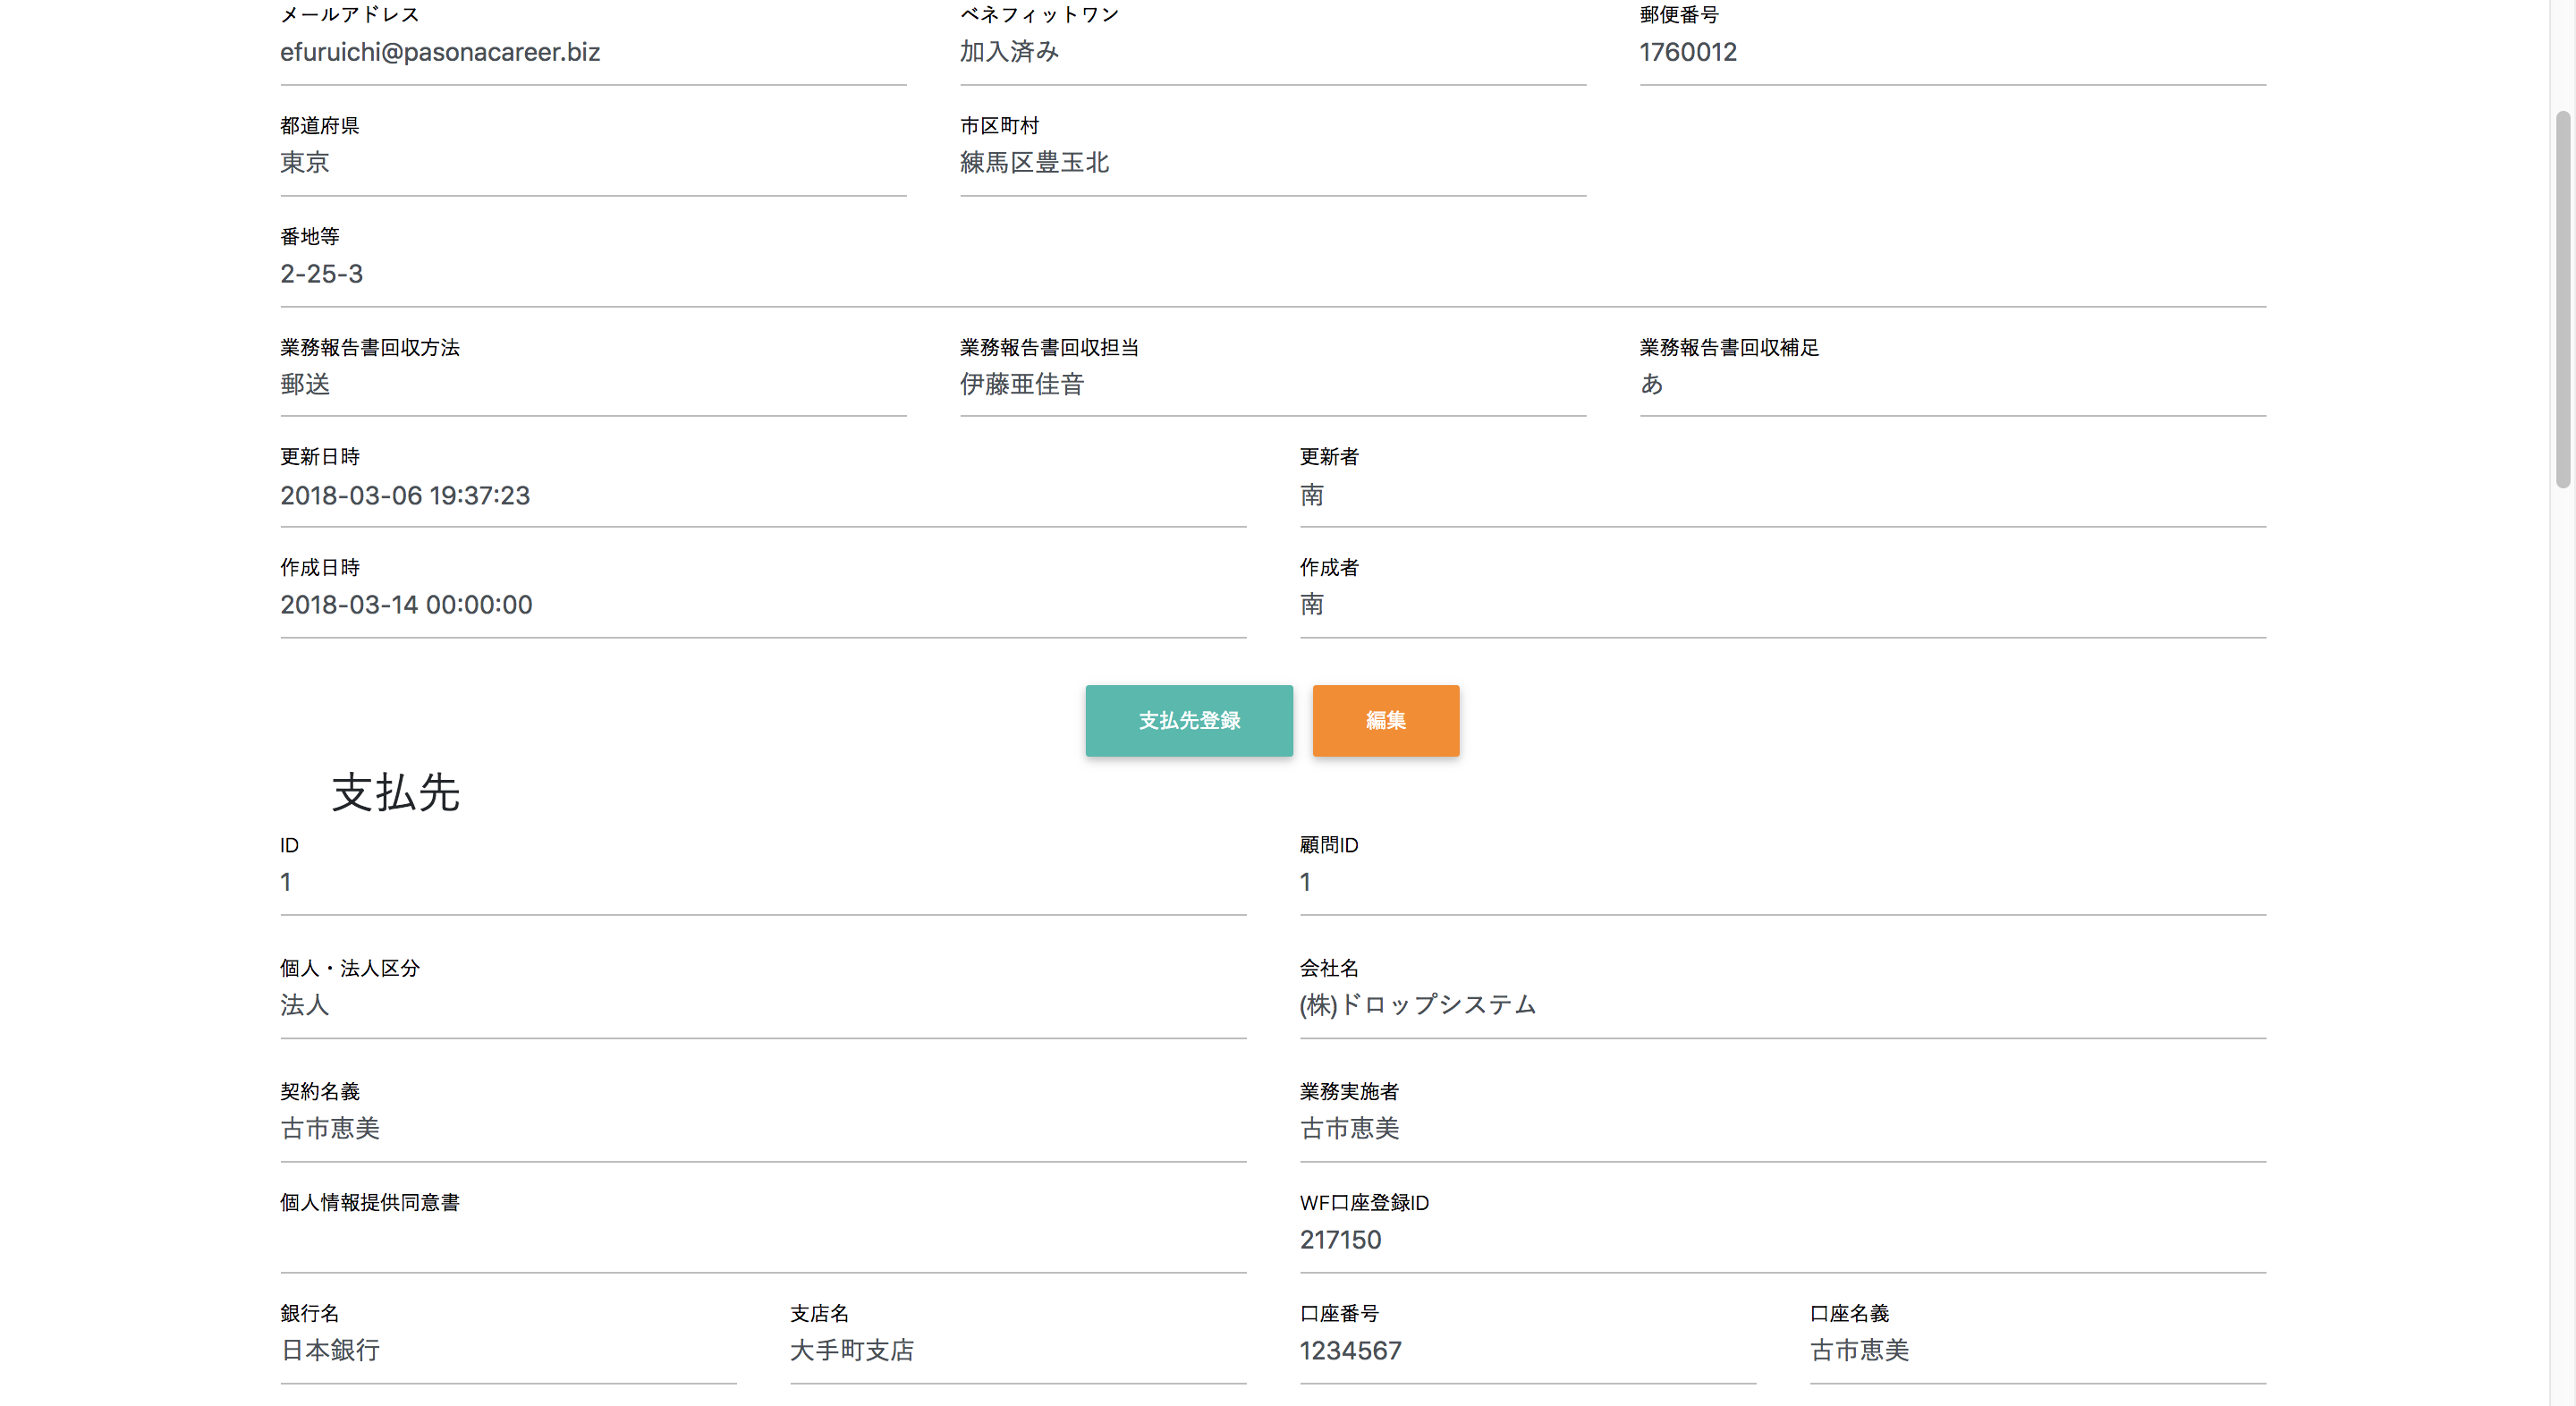 メールアドレス ベネフィットワン 郵便番号
efuruichi@pasonacareer.biz 加入済み 1760012
都道府県 市区町村
東京 練馬区豊玉北
番地等
2-25-3
業務報告書回収方法 業務報告書回収担当 業務報告書回収補足
郵送 伊藤亜佳音 あ
更新日時 更新者
2018-03-06 19:37:23 南
作成日時 作成者
2018-03-14 00:00:00 南
支払先登録 編集
支払先
ID 顧問ID
1 1
個人・法人区分 会社名
法人 (株)ドロップシステム
契約名義 業務実施者
古市恵美 古市恵美
個人情報提供同意書 WF口座登録ID
217150
銀行名 支店名 口座番号 口座名義
日本銀行 大手町支店 1234567 古市恵美